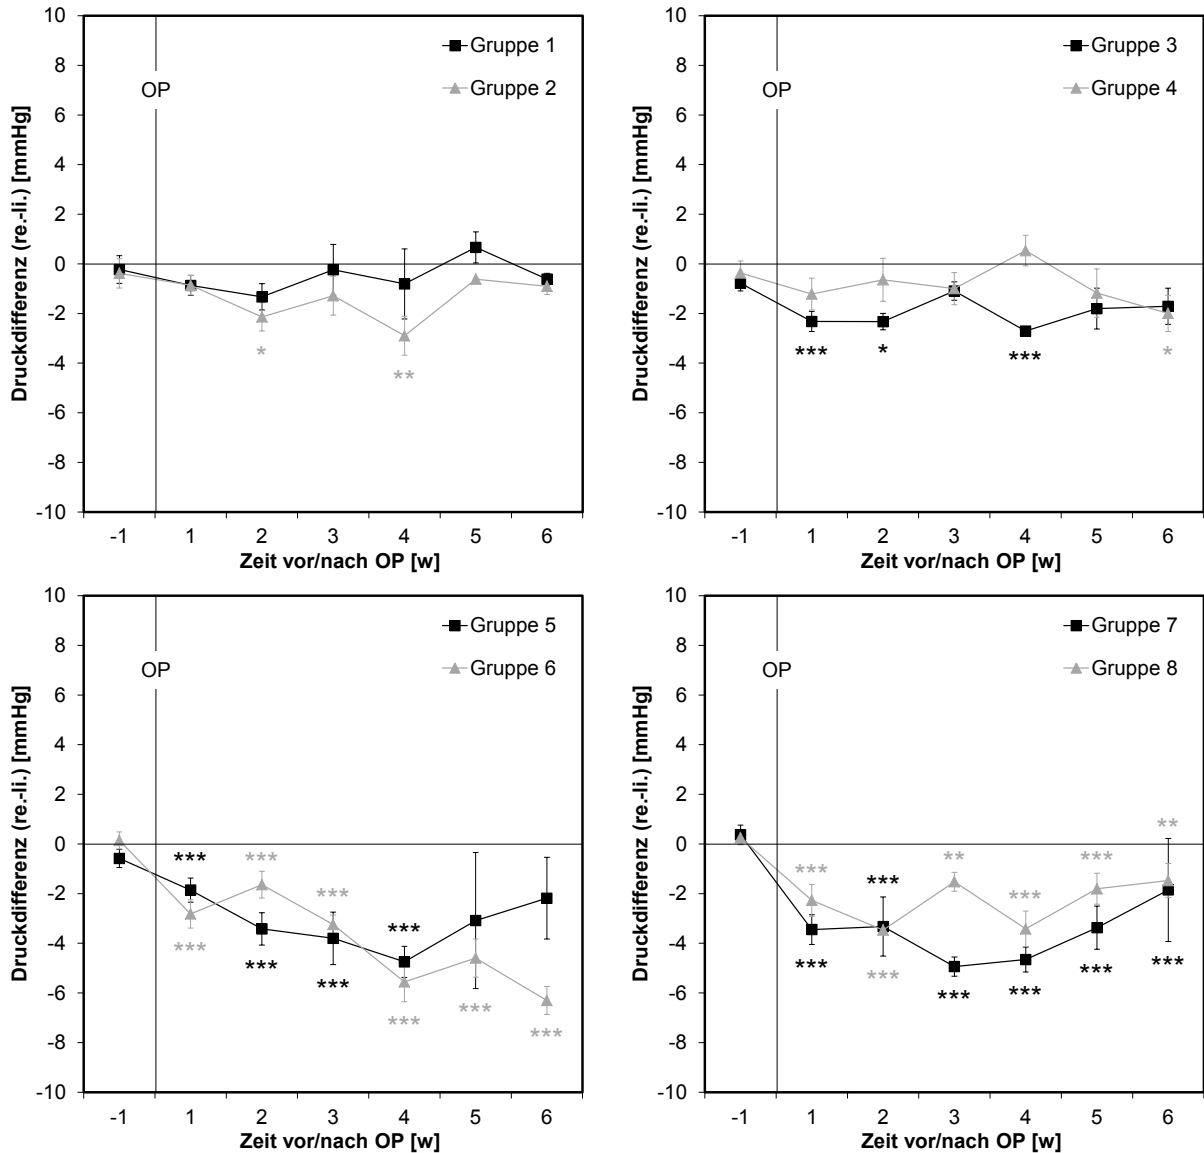 Druckdifferenz (re.-li.) [mmHg]
10
8
6
4
2
0
-2
-4
-6
-8
-10
OP
Gruppe 1
Gruppe 2
*
**
-1 1 2 3 4 5 6
Zeit vor/nach OP [w]
Druckdifferenz (re.-li.) [mmHg]
10
8
6
4
2
0
-2
-4
-6
-8
-10
OP
Gruppe 3
Gruppe 4
*** * *** *
-1 1 2 3 4 5 6
Zeit vor/nach OP [w]
Druckdifferenz (re.-li.) [mmHg]
10
8
6
4
2
0
-2
-4
-6
-8
-10
OP
Gruppe 5
Gruppe 6
*** *** *** ***
*** *** *** *** *** ***
-1 1 2 3 4 5 6
Zeit vor/nach OP [w]
Druckdifferenz (re.-li.) [mmHg]
10
8
6
4
2
0
-2
-4
-6
-8
-10
OP
Gruppe 7
Gruppe 8
*** *** ** *** *** **
*** *** *** *** *** ***
-1 1 2 3 4 5 6
Zeit vor/nach OP [w]